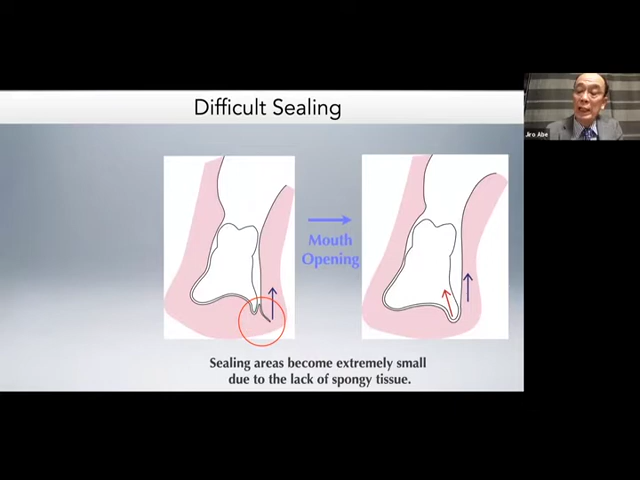 Difficult Sealing
Jiro Abe
Mouth
Opening
Sealing areas become extremely small
due to the lack of spongy tissue.